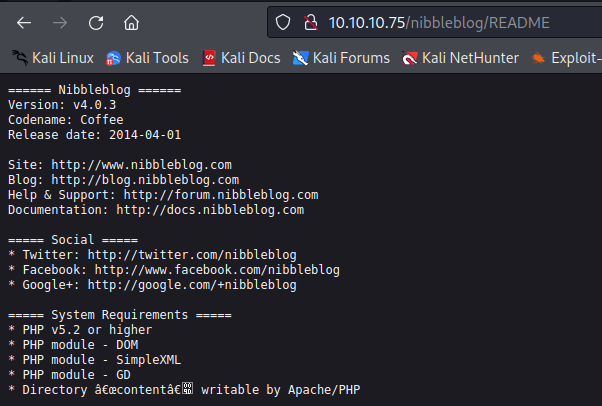 10.10.10.75/nibbleblog/README
Kali Linux Kali Tools Kali Docs Kali Forums Kali NetHunter Exploit-
====== Nibbleblog ======
Version: v4.0.3
Codename: Coffee
Release date: 2014-04-01
Site: http://www.nibbleblog.com
Blog: http://blog.nibbleblog.com
Help & Support: http://forum.nibbleblog.com
Documentation: http://docs.nibbleblog.com
===== Social =====
* Twitter: http://twitter.com/nibbleblog
* Facebook: http://www.facebook.com/nibbleblog
* Google+: http://google.com/+nibbleblog
===== System Requirements =====
* PHP v5.2 or higher
* PHP module - DOM
* PHP module - SimpleXML
* PHP module - GD
* Directory “content†writable by Apache/PHP